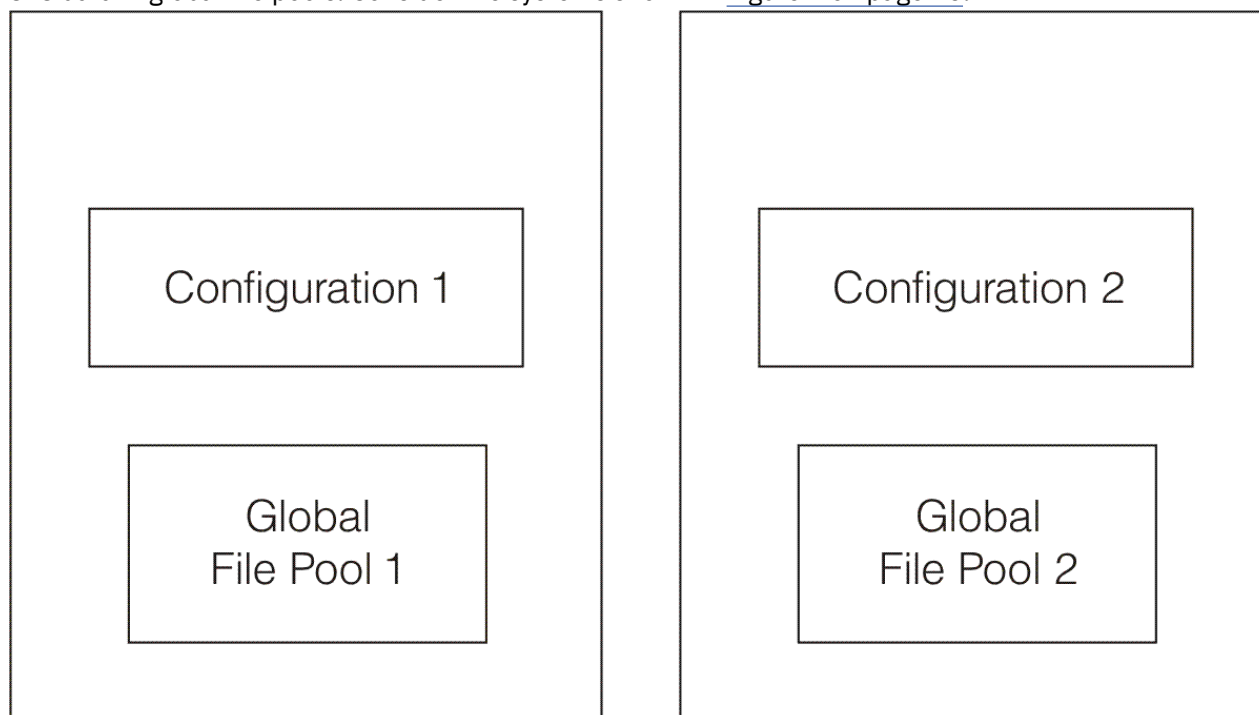 Configuration 1
Configuration 2
Global
File Pool 1
Global
File Pool 2